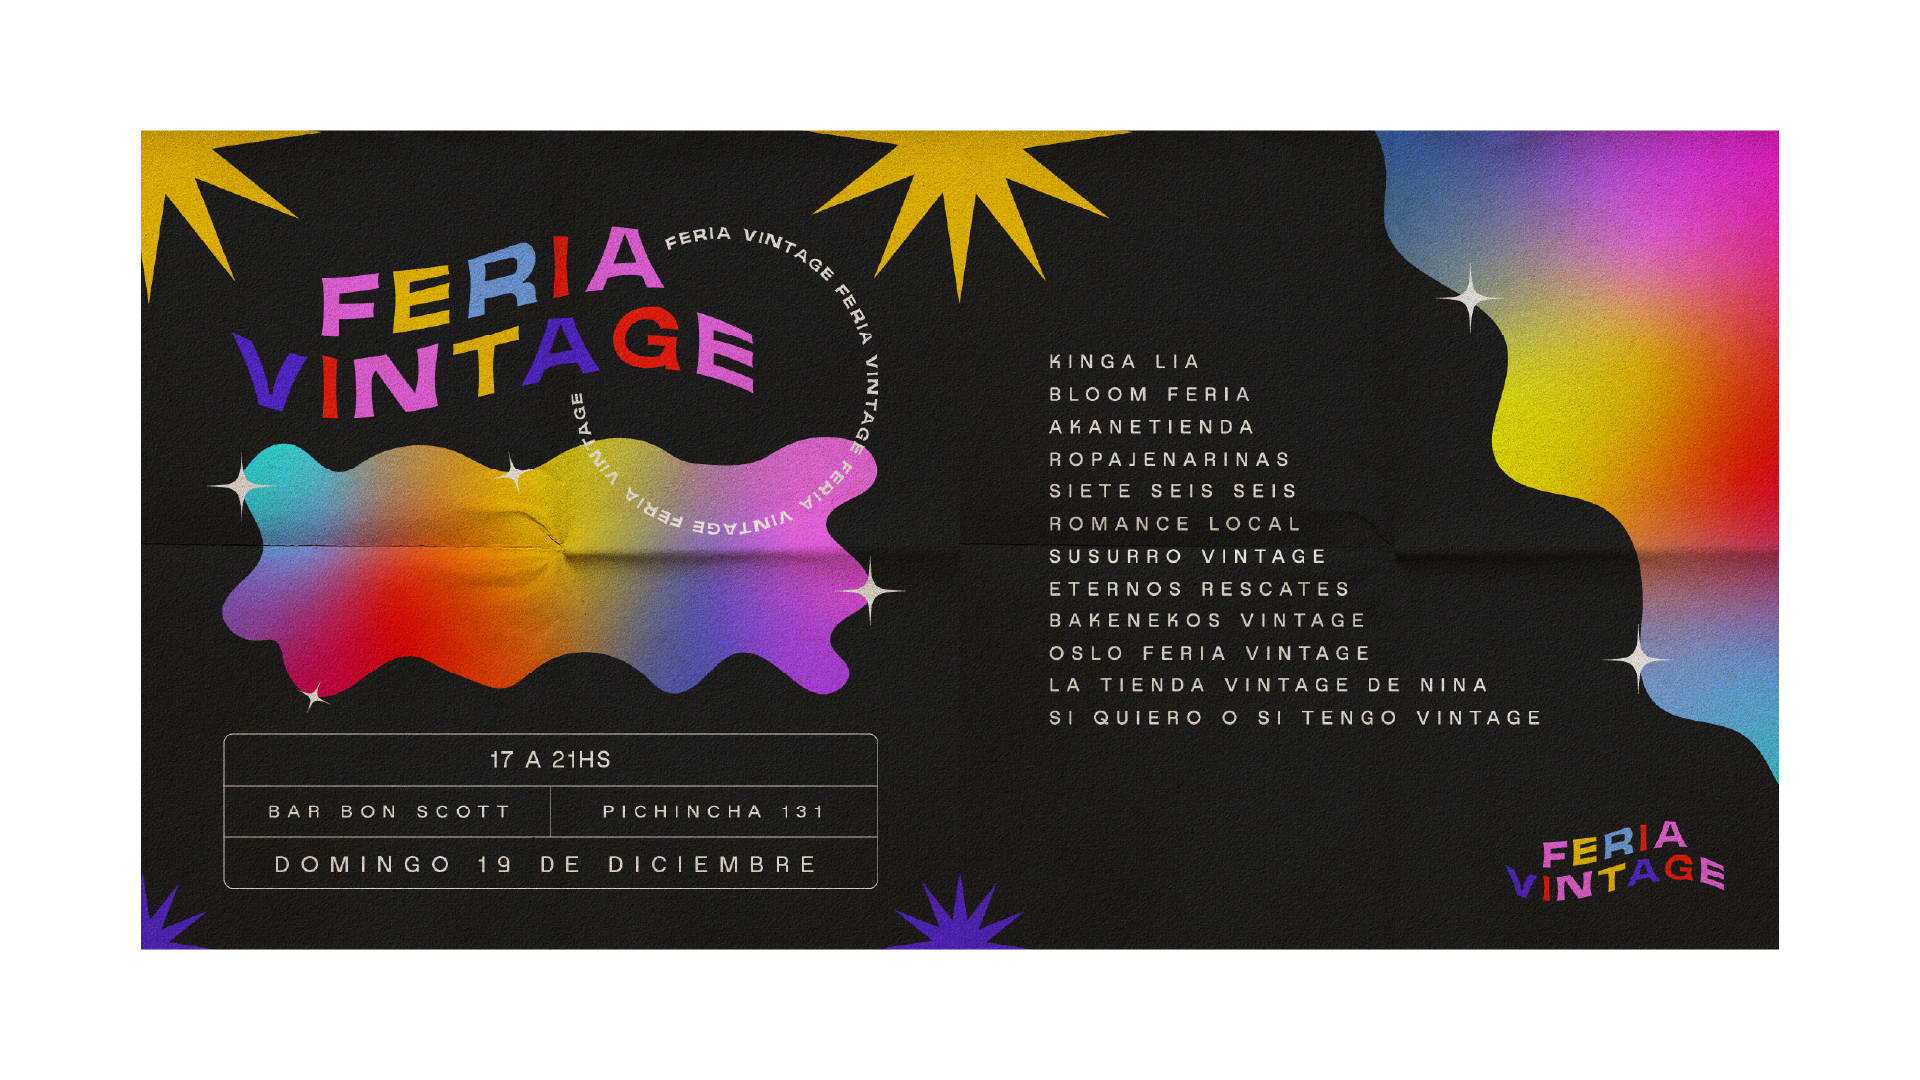 FERIA
VINTAGE
FERIA VINTAGE FERIA VINTAGE FERIA VINTAGE FERIA VINTAGE
17 A 21HS
BAR BON SCOTT
PICHINCHA 131
DOMINGO 19 DE DICIEMBRE
KINGA LIA
BLOOM FERIA
AKANETIENDA
ROPAJENARINAS
SIETE SEIS SEIS
ROMANCE LOCAL
SUSURRO VINTAGE
ETERNOS RESCATES
BAKENEKOS VINTAGE
OSLO FERIA VINTAGE
LA TIENDA VINTAGE DE NINA
SI QUIERO O SI TENGO VINTAGE
FERIA
VINTAGE